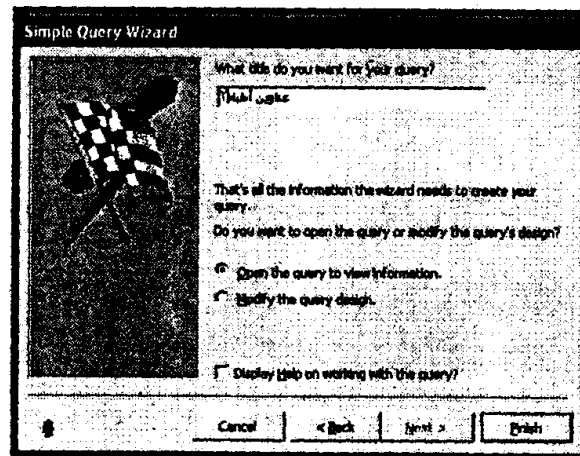 Simple Query Wizard
What title do you want for your query?
That's all the information the wizard needs to create your
query.
Do you want to open the query or modify the query's design?
Open the query to view information.
Modify the query design.
Display Help on working with the query?
Cancel
< Back
Next >
Finish